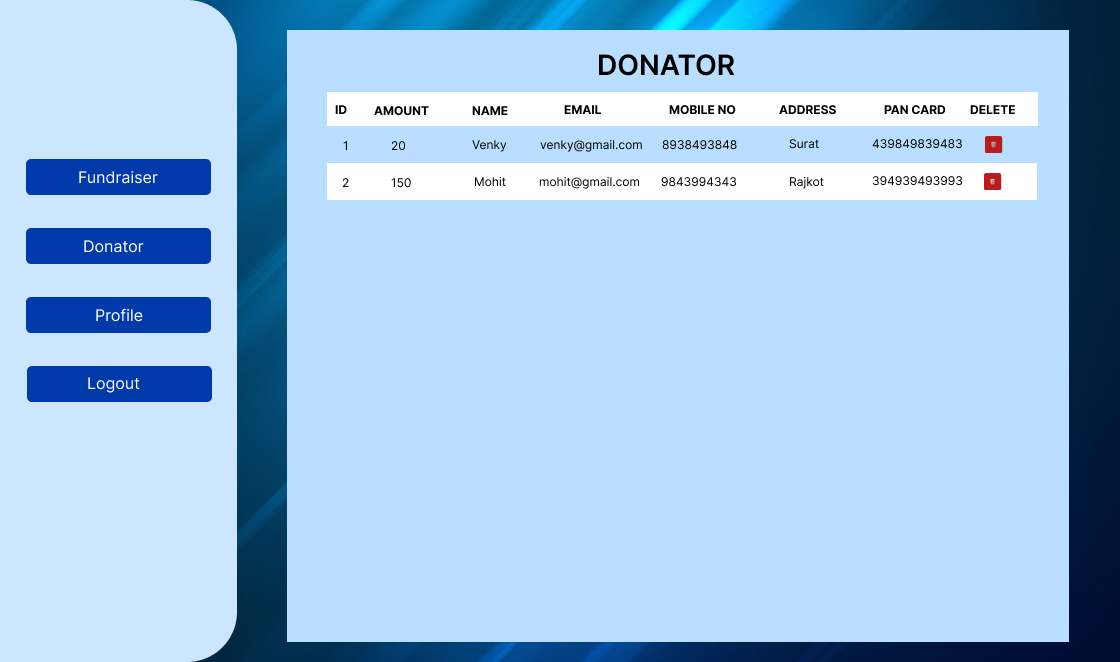 Fundraiser
Donator
Profile
Logout
DONATOR
ID AMOUNT NAME EMAIL MOBILE NO ADDRESS PAN CARD DELETE
1 20 Venky venky@gmail.com 8938493848 Surat 439849839483
2 150 Mohit mohit@gmail.com 9843994343 Rajkot 394939493993